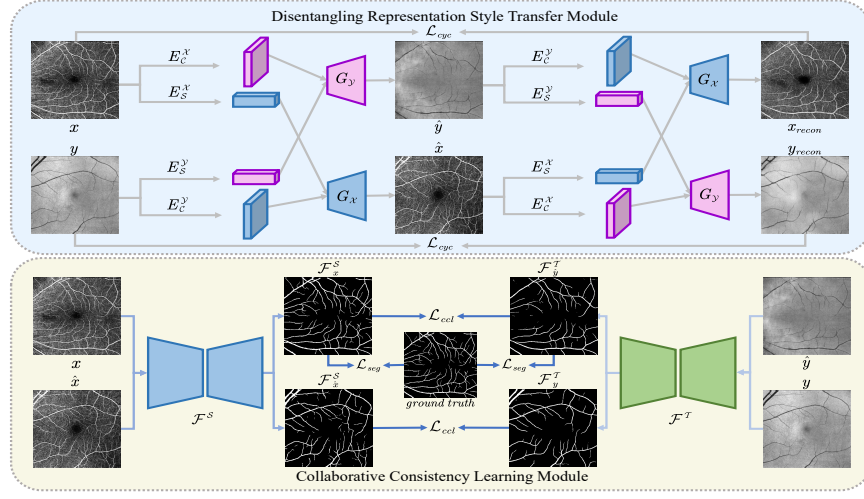 Disentangling Representation Style Transfer Module
ℒ_cyc
E_𝒞^𝒳
E_𝒮^𝒳
G_𝒴
E_𝒞^𝒴
E_𝒮^𝒴
G_𝒳
x
ŷ
x_recon
y
x̂
y_recon
E_𝒮^𝒴
E_𝒞^𝒴
G_𝒳
E_𝒮^𝒳
E_𝒞^𝒳
G_𝒴
ℒ_cyc
ℱ_x^𝒮
ℱ_ŷ^𝒯
ℒ_ccl
x
ℒ_seg
ℒ_seg
ŷ
x̂
ℱ_x̂^𝒮
ground truth
ℱ_y^𝒯
y
ℱ^𝒮
ℒ_ccl
ℱ^𝒯
Collaborative Consistency Learning Module